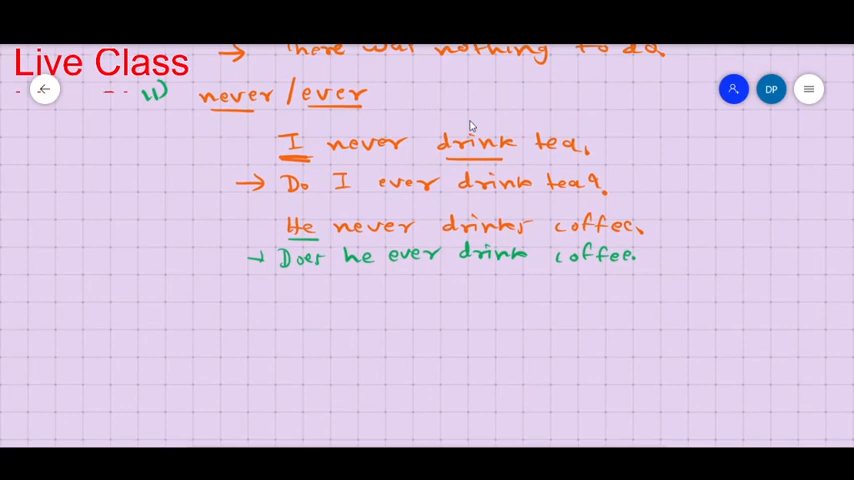 → There was nothing to do
Live Class
11) never / ever
DP
I never drink tea.
→ Do I ever drink tea?
He never drinks coffee.
→ Does he ever drink coffee.